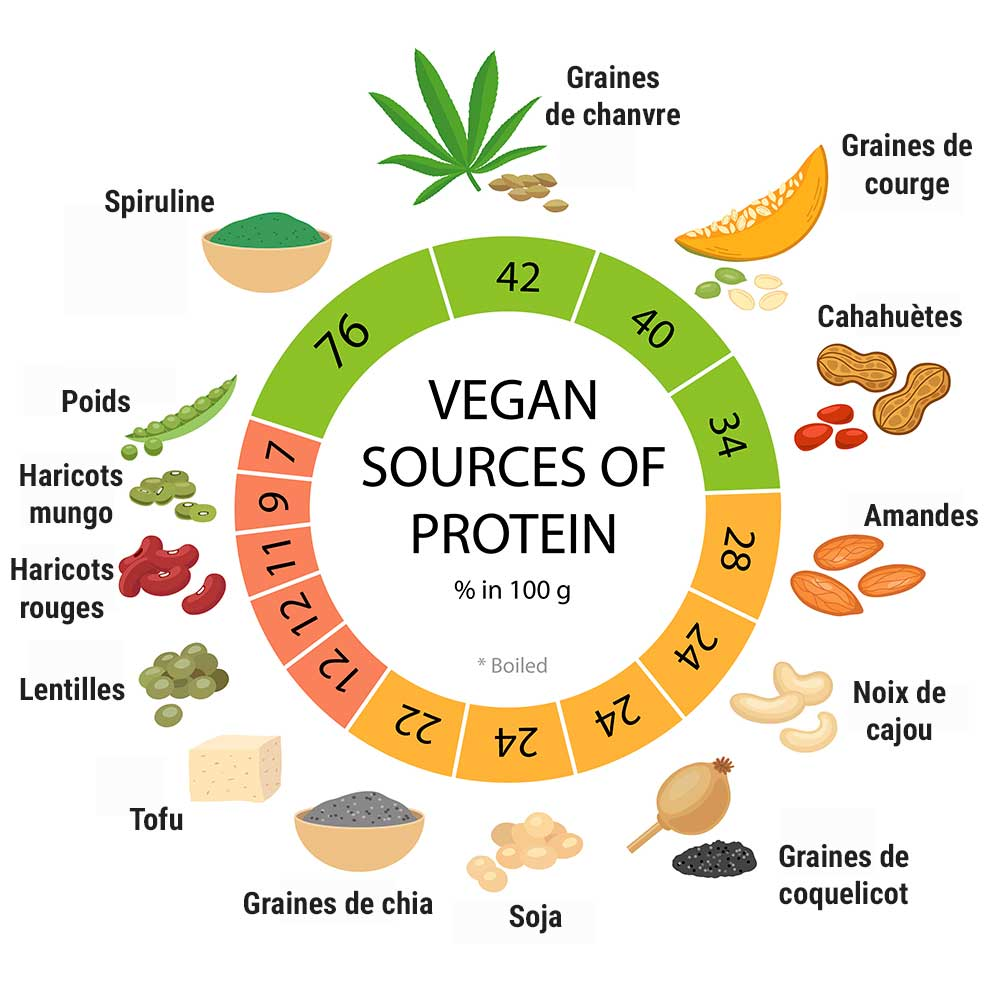 Graines
de chanvre
Graines de
courge
Cahahuètes
Amandes
Noix de
cajou
Graines de
coquelicot
Soja
Graines de chia
Tofu
Lentilles
Haricots
rouges
Haricots
mungo
Poids
Spiruline
42
40
34
28
24
24
24
22
12
12
11
9
7
76
VEGAN
SOURCES OF
PROTEIN
% in 100 g
* Boiled